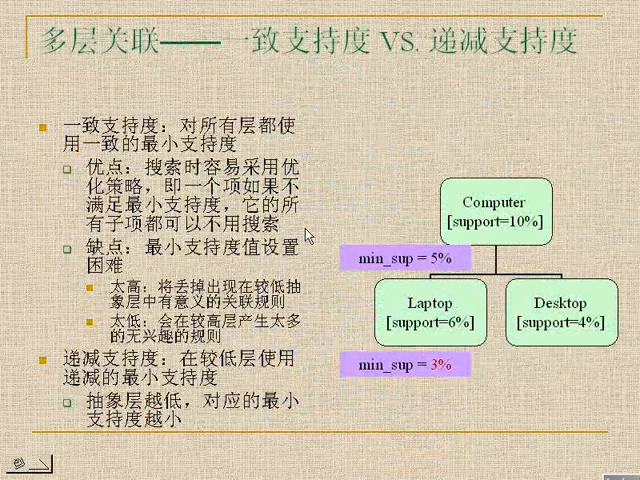 多层关联——一致支持度 VS. 递减支持度
一致支持度：对所有层都使
用一致的最小支持度
优点：搜索时容易采用优
化策略，即一个项如果不
满足最小支持度，它的所
有子项都可以不用搜索
缺点：最小支持度值设置
困难
太高：将丢掉出现在较低抽
象层中有意义的关联规则
太低：会在较高层产生太多
的无兴趣的规则
递减支持度：在较低层使用
递减的最小支持度
抽象层越低，对应的最小
支持度越小
Computer
[support=10%]
min_sup = 5%
Laptop
[support=6%]
Desktop
[support=4%]
min_sup = 3%